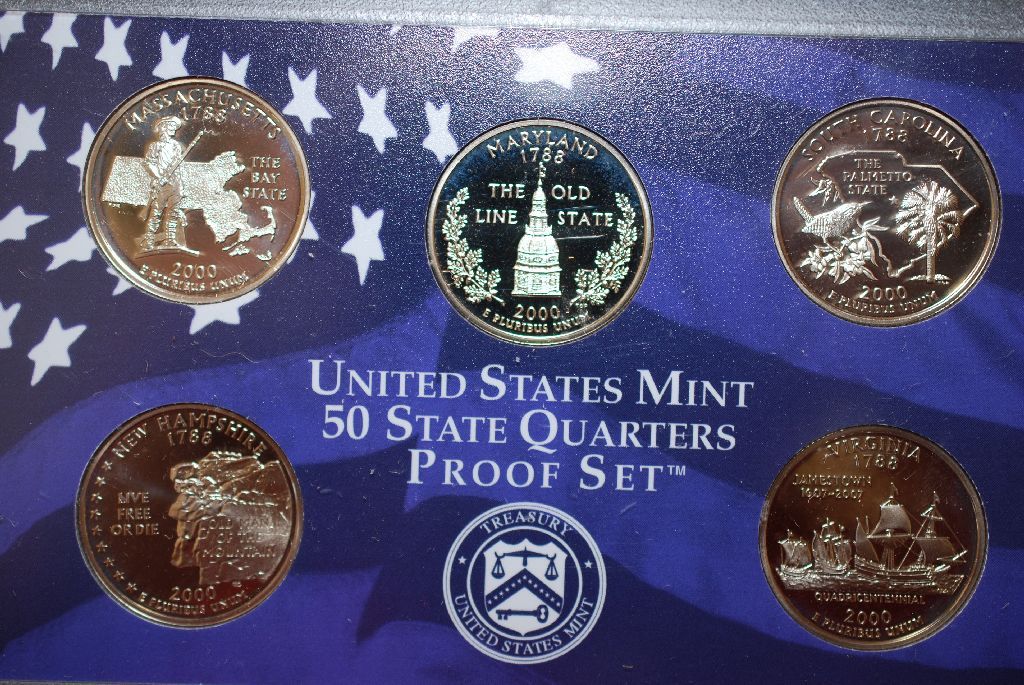 MASSACHUSETTS
1788
THE
BAY
STATE
2000
E PLURIBUS UNUM
MARYLAND
1788
THE OLD
LINE STATE
2000
E PLURIBUS UNUM
SOUTH CAROLINA
1788
THE
PALMETTO
STATE
2000
E PLURIBUS UNUM
UNITED STATES MINT
50 STATE QUARTERS
PROOF SET™
NEW HAMPSHIRE
1788
LIVE
FREE
OR DIE
OLD MAN
OF THE
MOUNTAIN
2000
E PLURIBUS UNUM
TREASURY
UNITED STATES MINT
VIRGINIA
1788
JAMESTOWN
1607-2007
QUADRICENTENNIAL
2000
E PLURIBUS UNUM